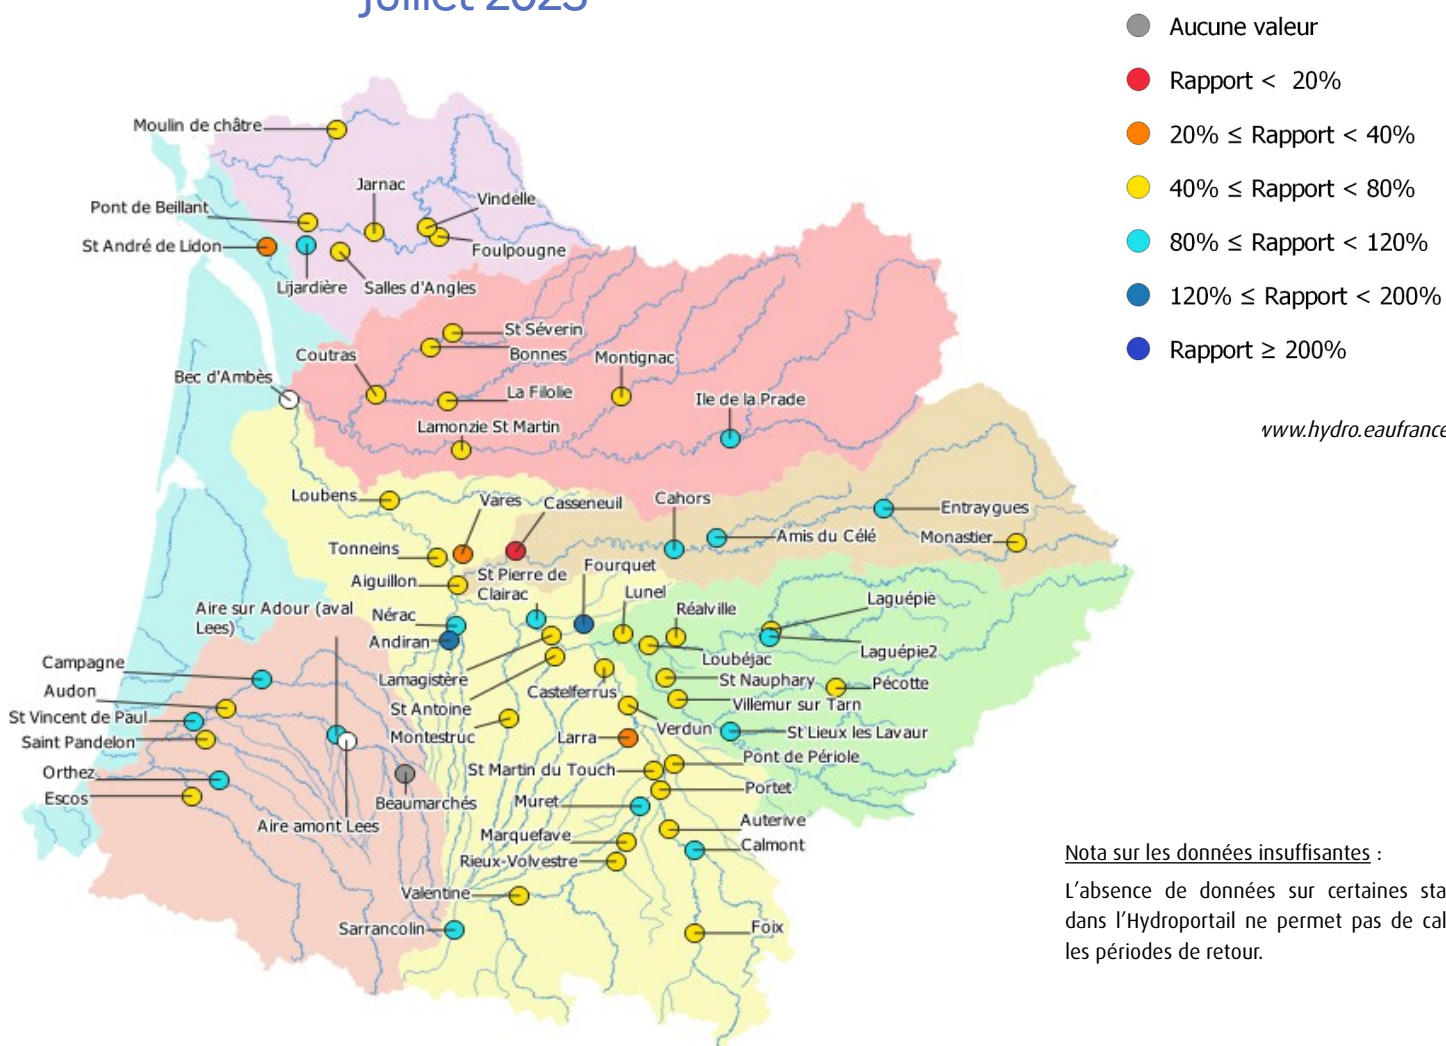 juillet 2023
Aucune valeur
Rapport < 20%
20% ≤ Rapport < 40%
40% ≤ Rapport < 80%
80% ≤ Rapport < 120%
120% ≤ Rapport < 200%
Rapport ≥ 200%
www.hydro.eaufrance
Moulin de châtre
Jarnac
Vindelle
Pont de Beillant
St André de Lidon
Foulpougne
Lijardière
Salles d'Angles
St Séverin
Coutras
Bonnes
Montignac
Bec d'Ambès
La Filolie
Ile de la Prade
Lamonzie St Martin
Loubens
Vares
Casseneuil
Cahors
Entraygues
Tonneins
Amis du Célé
Monastier
Aiguillon
St Pierre de
Clairac
Fourquet
Lunel
Aire sur Adour (aval
Lees)
Nérac
Réalville
Laguépie
Andiran
Loubéjac
Laguépie2
Campagne
Lamagistère
St Nauphary
Pécotte
Audon
Castelferrus
Villemur sur Tarn
St Vincent de Paul
St Antoine
Verdun
St Lieux les Lavaur
Saint Pandelon
Montestruc
Larra
Orthez
St Martin du Touch
Pont de Périole
Escos
Beaumarchés
Muret
Portet
Aire amont Lees
Marquefave
Auterive
Calmont
Rieux-Volvestre
Valentine
Sarrancolin
Foix
Nota sur les données insuffisantes :
L'absence de données sur certaines sta
dans l'Hydroportail ne permet pas de cal
les périodes de retour.